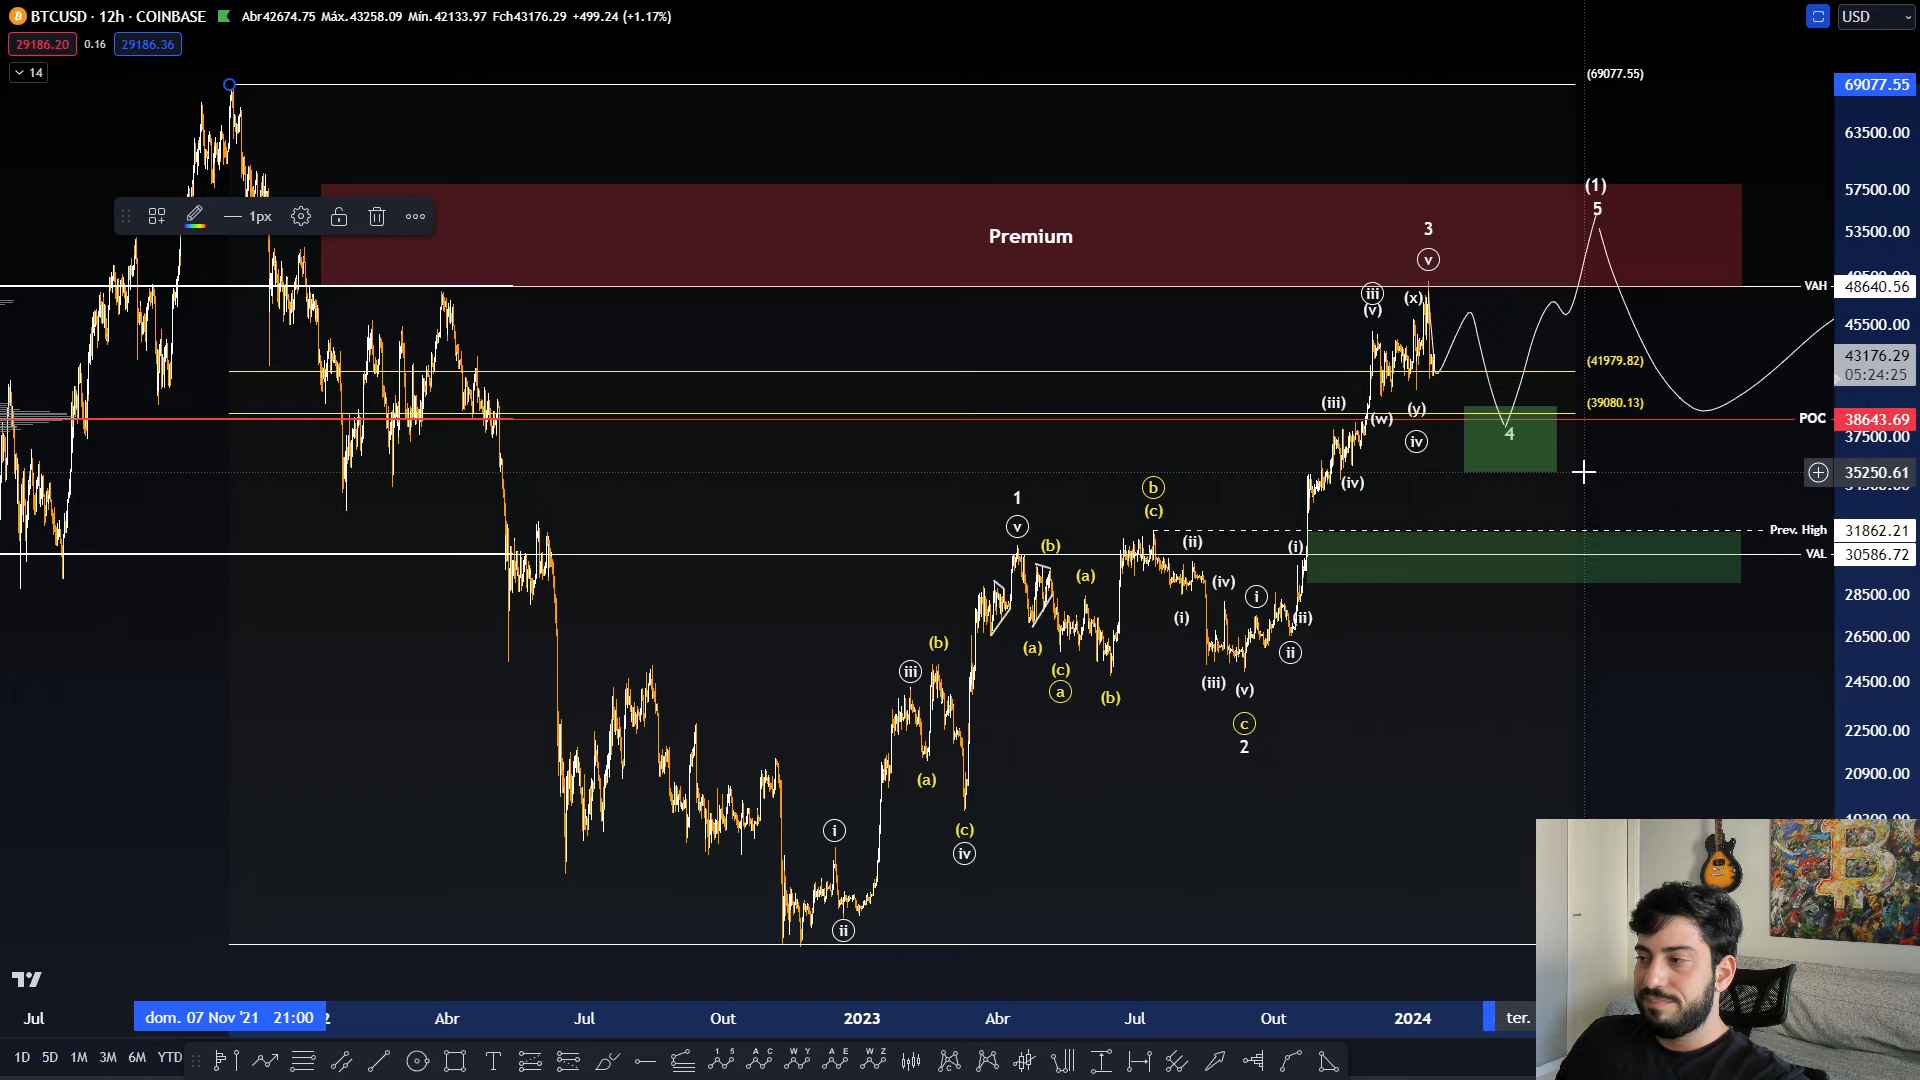 BTCUSD · 12h · COINBASE Abr42674.75 Máx.43258.09 Mín.42133.97 Fch43176.29 +499.24 (+1.17%)
USD
29186.20 0.16 29186.36
14
(69077.55)
69077.55
63500.00
57500.00
53500.00
48640.56
45500.00
43176.29
05:24:25
38643.69
37500.00
35250.61
31862.21
30586.72
28500.00
26500.00
24500.00
22500.00
20900.00
1px
Premium
VAH
(41979.82)
(39080.13)
POC
Prev. High
VAL
(1)
5
3
v
iii
(v)
(x)
(iii)
(w)
(y)
iv
4
(iv)
b
(c)
1
v
(b)
(ii)
(i)
(a)
(iv)
i
(i)
(ii)
(a)
ii
(b)
iii
(c)
a
(b)
(iii)
(v)
c
2
(a)
(c)
iv
i
ii
Jul
dom. 07 Nov '21 21:00
2
Abr
Jul
Out
2023
Abr
Jul
Out
2024
ter.
1D 5D 1M 3M 6M YTD